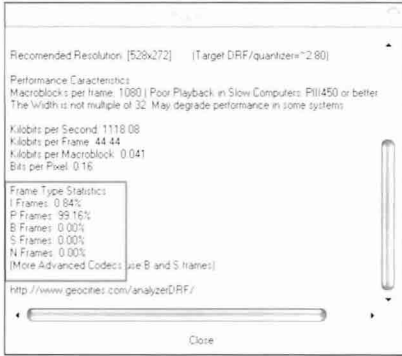 Recomended Resolution: [528x272] (Target DRF/quantizer=~2.80)
Performance Caracteristics
Macroblocks per frame: 1080 | Poor Playback in Slow Computers: PIII450 or better
The Width is not multiple of 32. May degrade performance in some systems
Kilobits per Second: 1118.08
Kilobits per Frame: 44.44
Kilobits per Macroblock: 0.041
Bits per Pixel: 0.16
Frame Type Statistics
I Frames: 0.84%
P Frames: 99.16%
B Frames: 0.00%
S Frames: 0.00%
N Frames: 0.00%
(More Advanced Codecs use B and S frames)
http://www.geocities.com/analyzerDRF/
Close